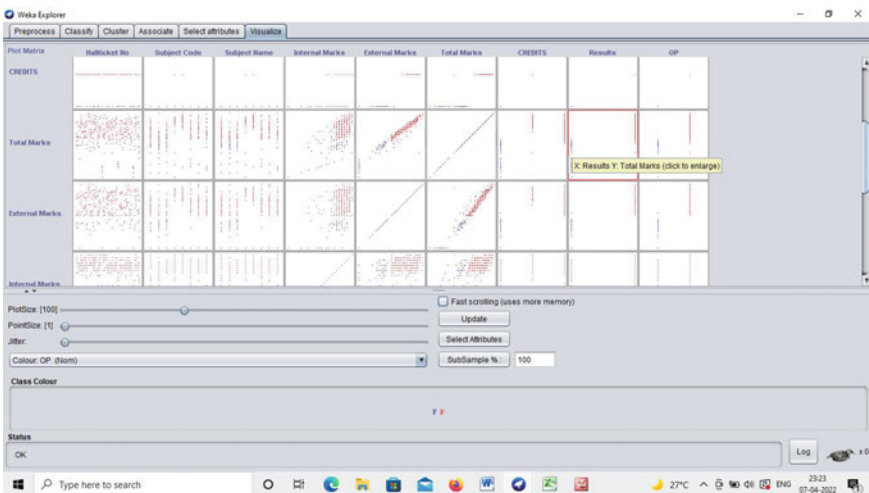 Weka Explorer
Preprocess Classify Cluster Associate Select attributes Visualize
Plot Matrix Hallticket No Subject Code Subject Name Internal Marks External Marks Total Marks CREDITS Results OP
CREDITS
Total Marks
X: Results Y: Total Marks (click to enlarge)
External Marks
Internal Marks
PlotSize: [100]
PointSize: [1]
Jitter:
Colour: OP (Nom)
Fast scrolling (uses more memory)
Update
Select Attributes
SubSample % : 100
Class Colour
Status
OK
Log
x 0
Type here to search
27°C ENG 23:23
07-04-2022